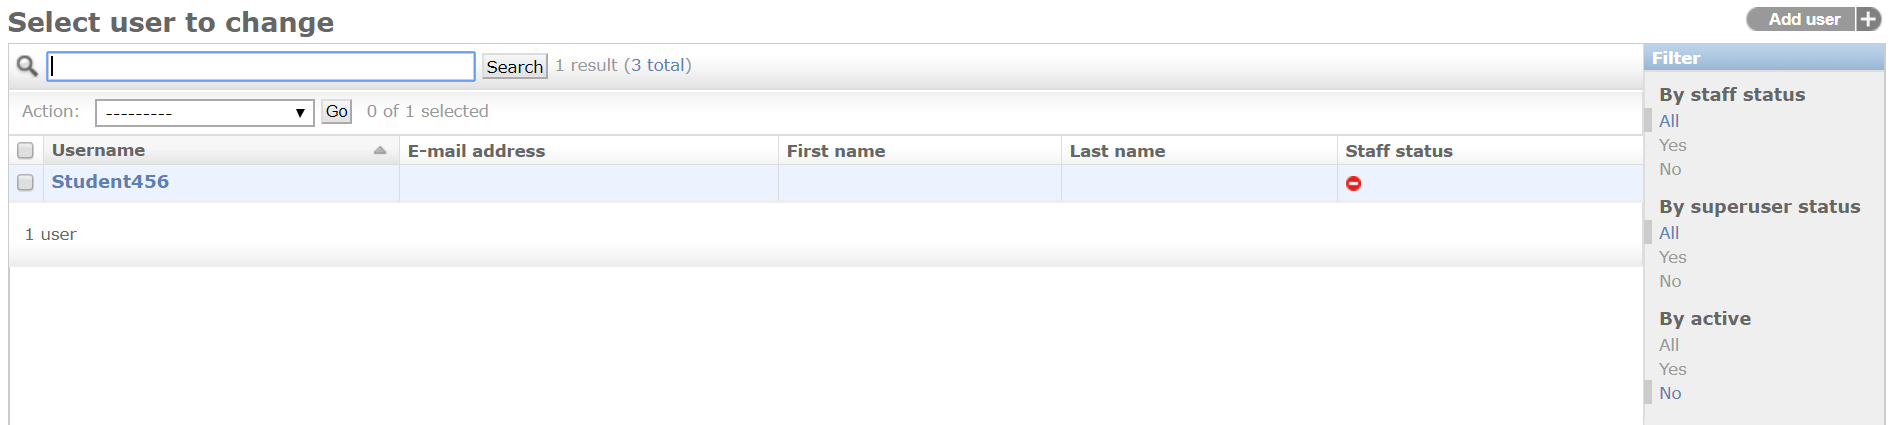 Select user to change
Add user
Search 1 result (3 total)
Action: --------- Go 0 of 1 selected
Username E-mail address First name Last name Staff status
Student456
1 user
Filter
By staff status
All
Yes
No
By superuser status
All
Yes
No
By active
All
Yes
No